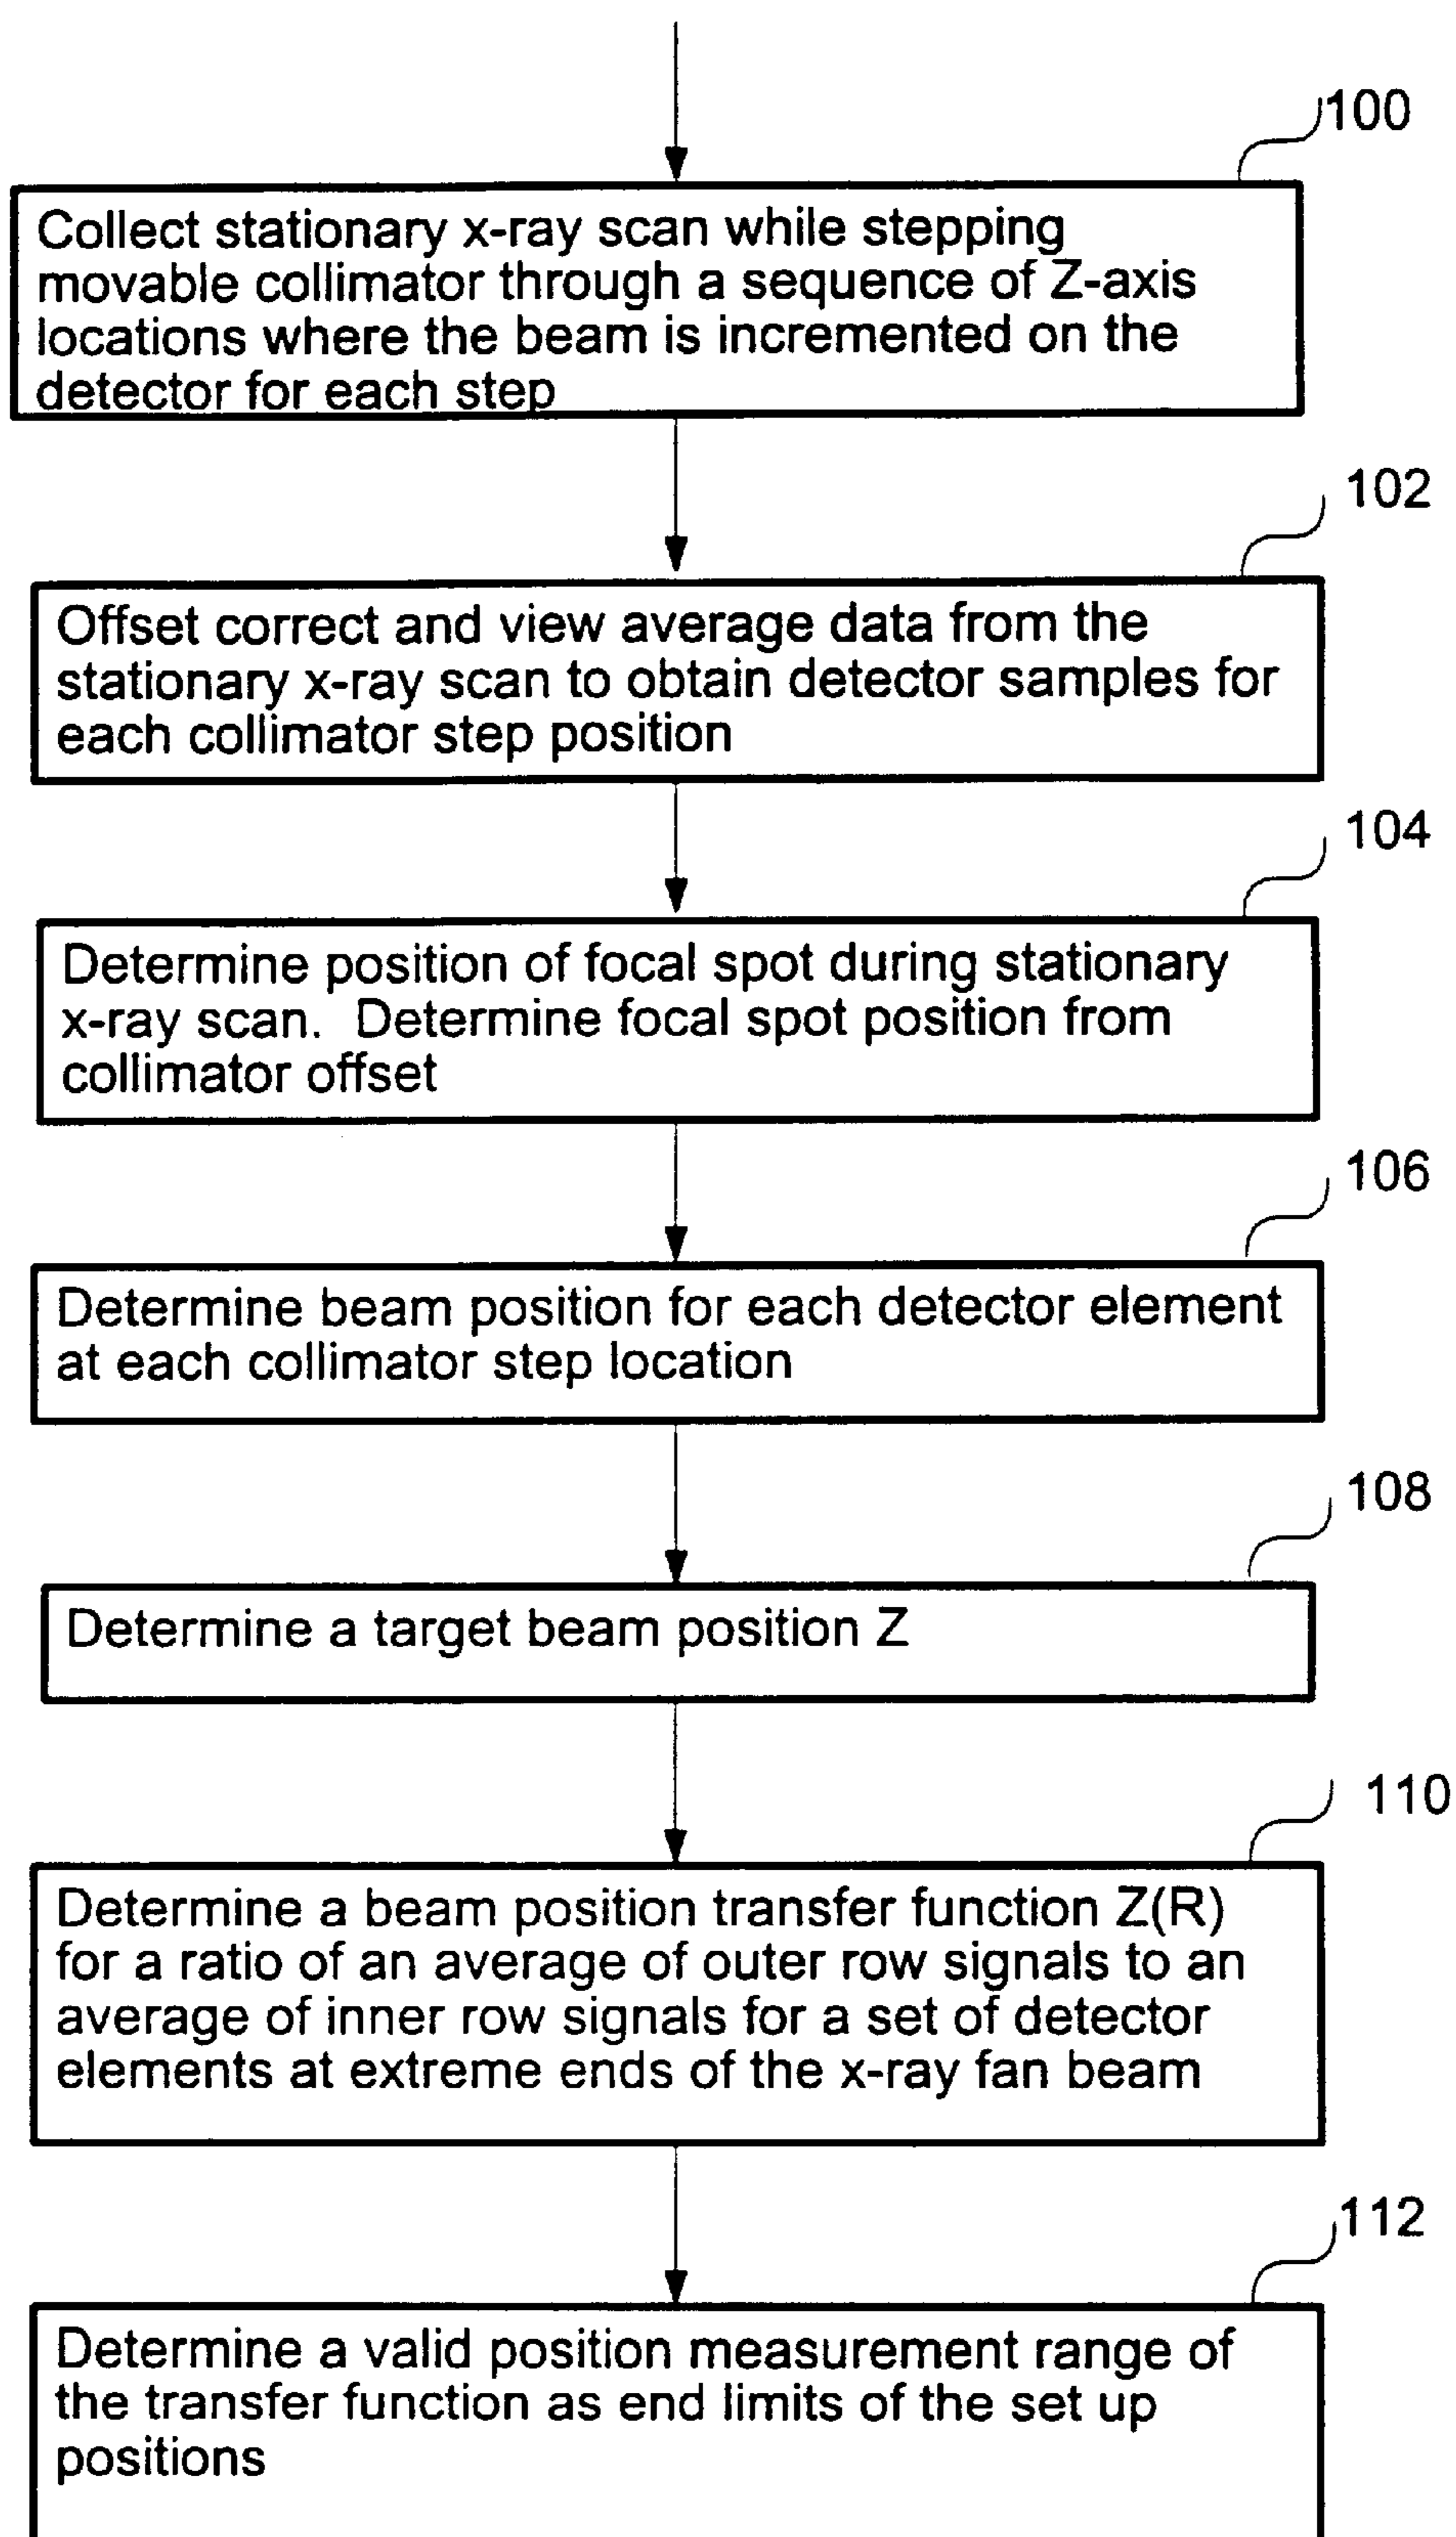 100
Collect stationary x-ray scan while stepping
movable collimator through a sequence of Z-axis
locations where the beam is incremented on the
detector for each step
102
Offset correct and view average data from the
stationary x-ray scan to obtain detector samples for
each collimator step position
104
Determine position of focal spot during stationary
x-ray scan.  Determine focal spot position from
collimator offset
106
Determine beam position for each detector element
at each collimator step location
108
Determine a target beam position Z
110
Determine a beam position transfer function Z(R)
for a ratio of an average of outer row signals to an
average of inner row signals for a set of detector
elements at extreme ends of the x-ray fan beam
112
Determine a valid position measurement range of
the transfer function as end limits of the set up
positions